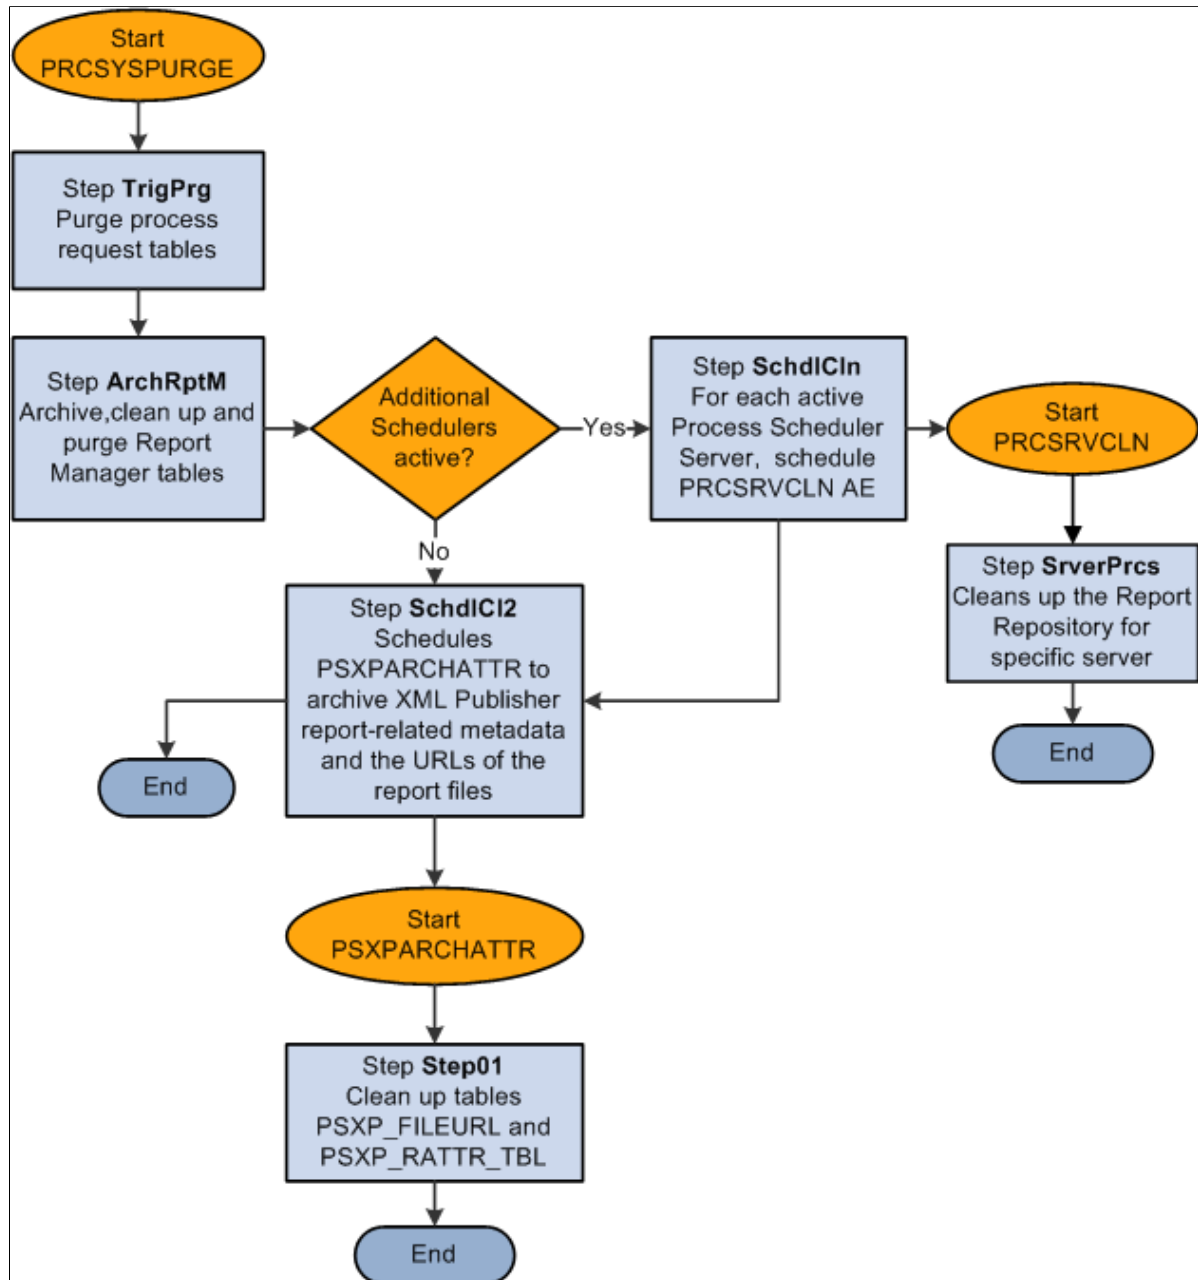 Start
PRCSYSPURGE
Step TrigPrg
Purge process
request tables
Step ArchRptM
Archive,clean up and
purge Report
Manager tables
Additional
Schedulers
active?
Yes
Step SchdlCln
For each active
Process Scheduler
Server, schedule
PRCSRVCLN AE
Start
PRCSRVCLN
Step SrverPrcs
Cleans up the Report
Repository for
specific server
End
No
Step SchdlCl2
Schedules
PSXPARCHATTR to
archive XML Publisher
report-related metadata
and the URLs of the
report files
End
Start
PSXPARCHATTR
Step Step01
Clean up tables
PSXP_FILEURL and
PSXP_RATTR_TBL
End